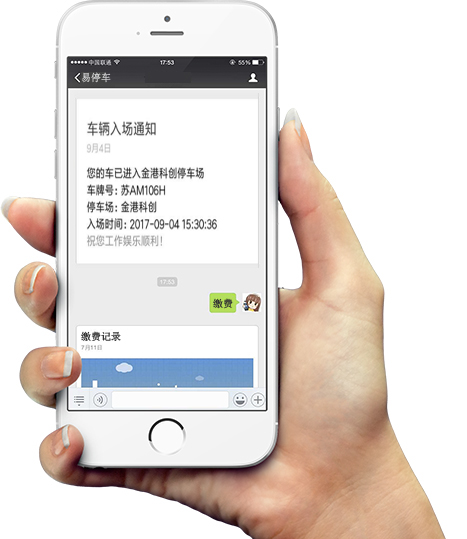 中国联通
17:53
55%
易停车
车辆入场通知
9月4日
您的车已进入金港科创停车场
车牌号: 苏AM106H
停车场: 金港科创
入场时间: 2017-09-04 15:30:36
祝您工作娱乐顺利!
17:53
缴费
缴费记录
7月11日